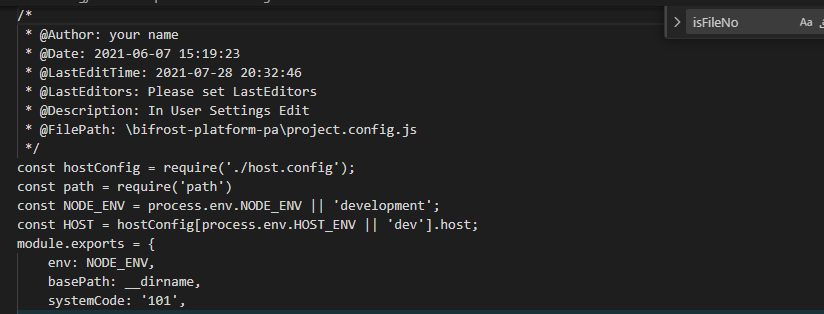 /*
 * @Author: your name
 * @Date: 2021-06-07 15:19:23
 * @LastEditTime: 2021-07-28 20:32:46
 * @LastEditors: Please set LastEditors
 * @Description: In User Settings Edit
 * @FilePath: \bifrost-platform-pa\project.config.js
 */
const hostConfig = require('./host.config');
const path = require('path')
const NODE_ENV = process.env.NODE_ENV || 'development';
const HOST = hostConfig[process.env.HOST_ENV || 'dev'].host;
module.exports = {
    env: NODE_ENV,
    basePath: __dirname,
    systemCode: '101',
isFileNo Aa